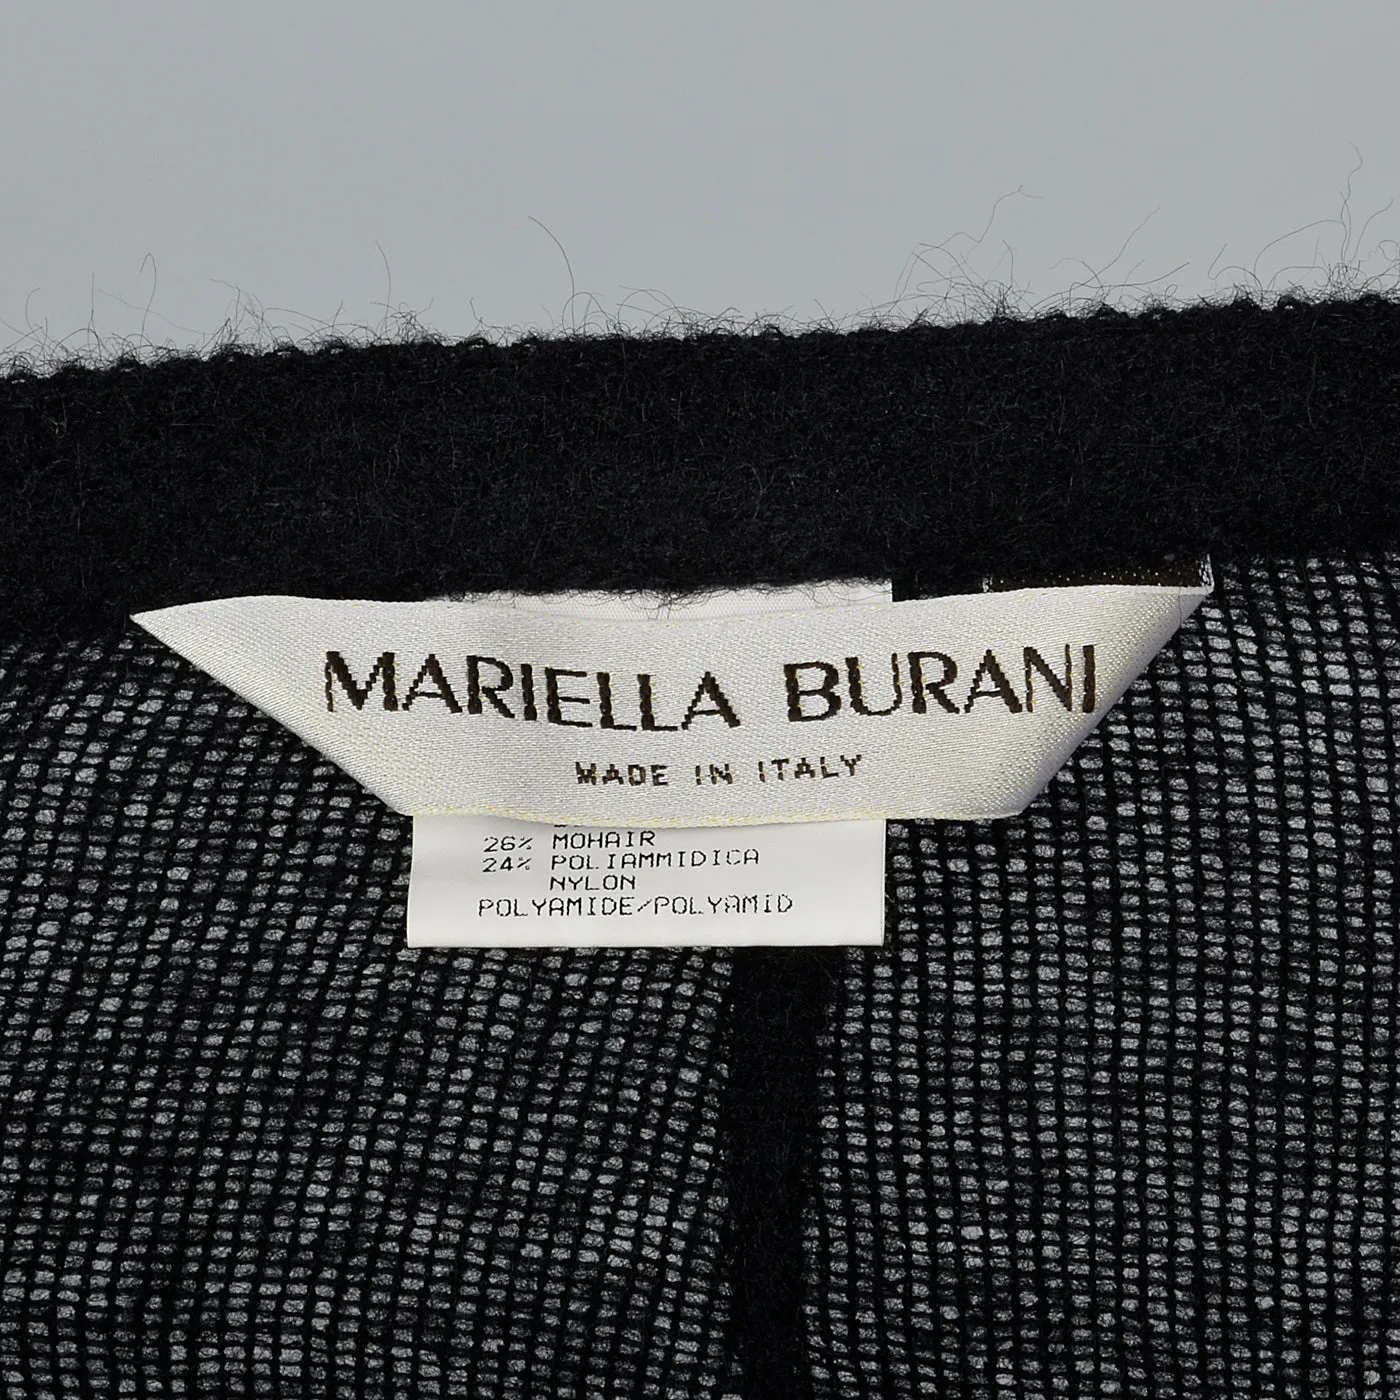 MARIELLA BURANI
MADE IN ITALY
26% MOHAIR
24% POLIAMMIDICA
NYLON
POLYAMIDE/POLYAMID